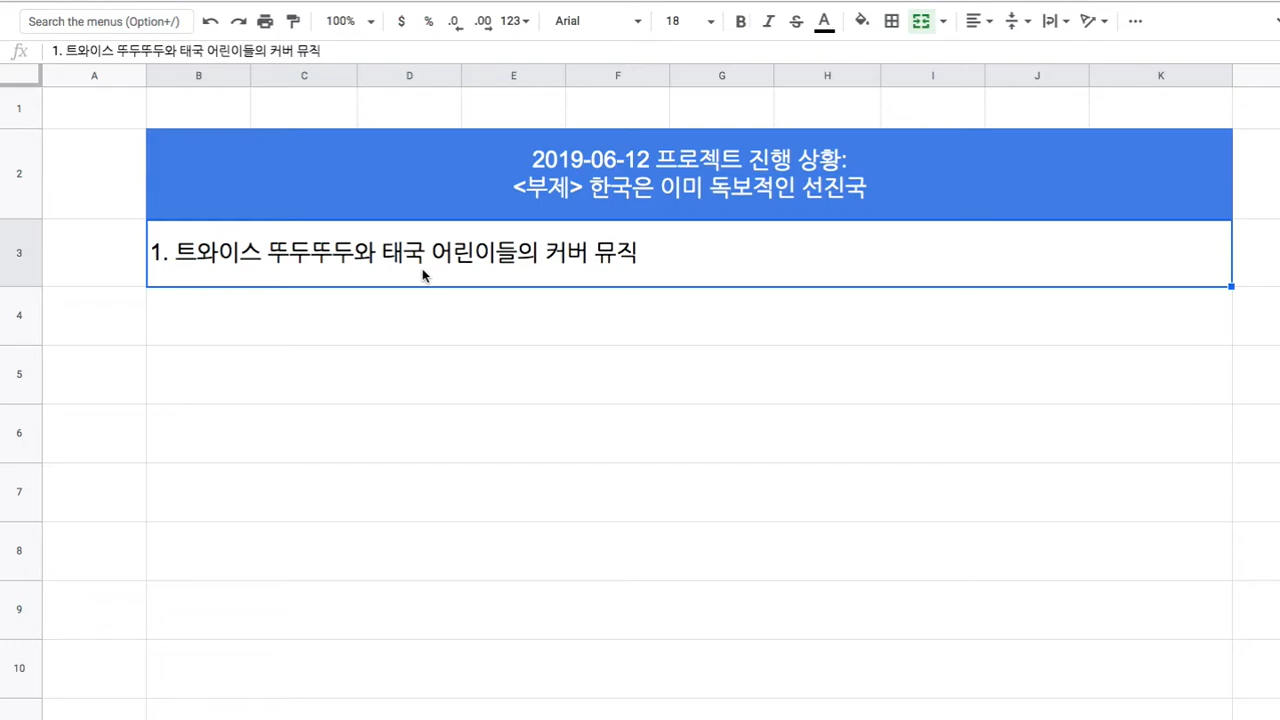 Search the menus (Option+/)
100%
$
%
.0
.00
123
Arial
18
B
I
S
A
fx
1. 트와이스 뚜두뚜두와 태국 어린이들의 커버 뮤직
A B C D E F G H I J K
1
2
2019-06-12 프로젝트 진행 상황:
<부제> 한국은 이미 독보적인 선진국
3
1. 트와이스 뚜두뚜두와 태국 어린이들의 커버 뮤직
4
5
6
7
8
9
10